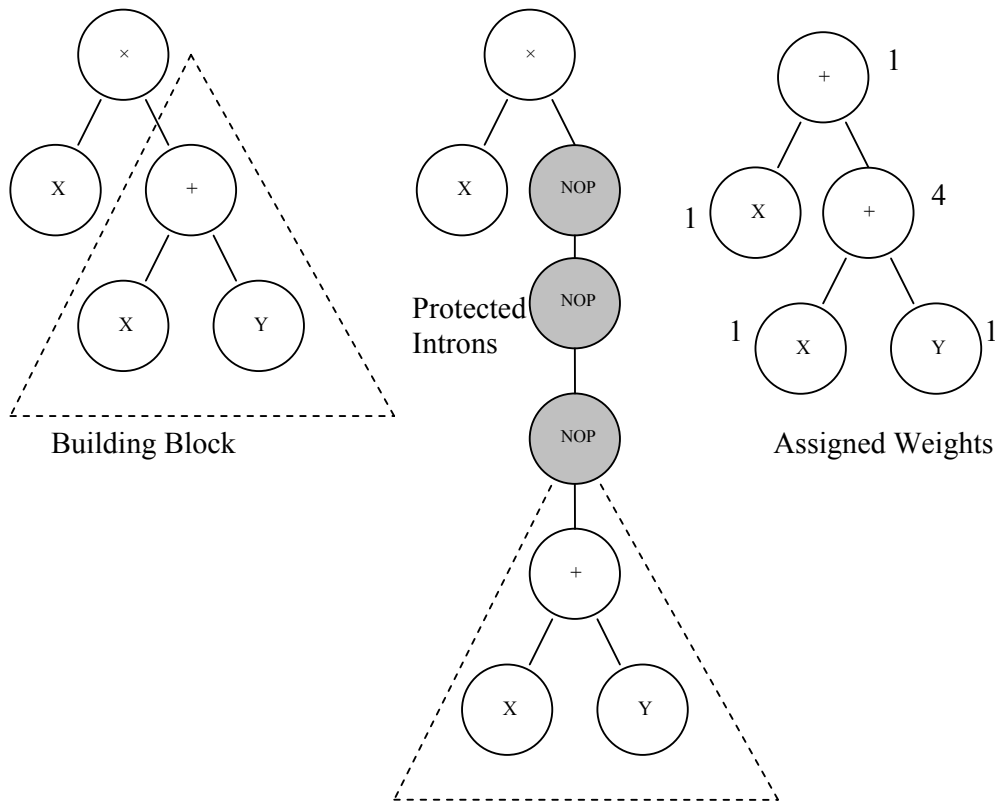 ×
X
+
X
Y
Building Block
×
X
NOP
Protected
Introns
NOP
NOP
+
X
Y
+
1
1
X
+
4
1
X
Y
1
Assigned Weights